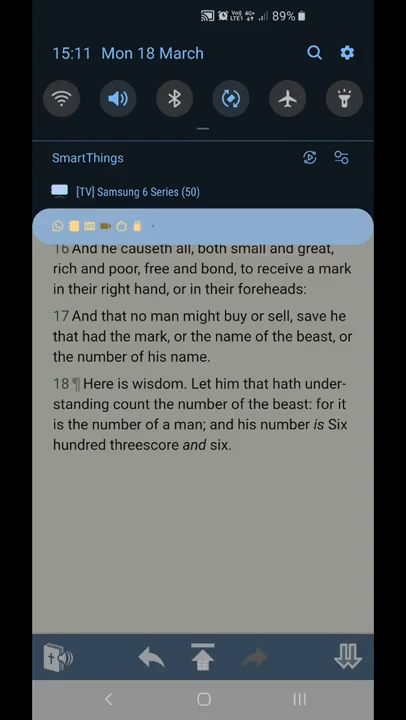 Vo)) 4G+
LTE1 89%
15:11 Mon 18 March
SmartThings
[TV] Samsung 6 Series (50)
16 And he causeth all, both small and great,
rich and poor, free and bond, to receive a mark
in their right hand, or in their foreheads:
17 And that no man might buy or sell, save he
that had the mark, or the name of the beast, or
the number of his name.
18 ¶ Here is wisdom. Let him that hath under-
standing count the number of the beast: for it
is the number of a man; and his number is Six
hundred threescore and six.